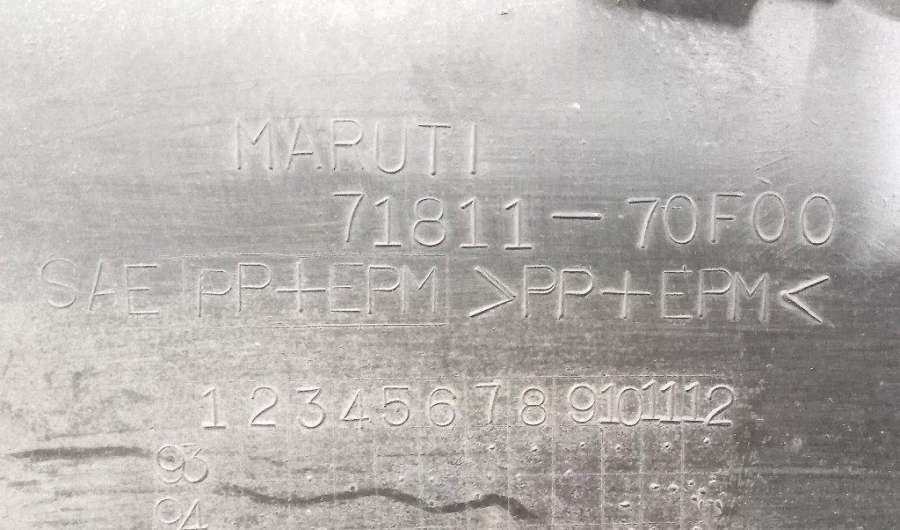 MARUTI
71811-70F00
SAE PP+EPM >PP+EPM<
1 2 3 4 5 6 7 8 9 10 11 12
93
94